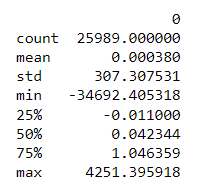 0
count 25989.000000
mean 0.000380
std 307.307531
min -34692.405318
25% -0.011000
50% 0.042344
75% 1.046359
max 4251.395918